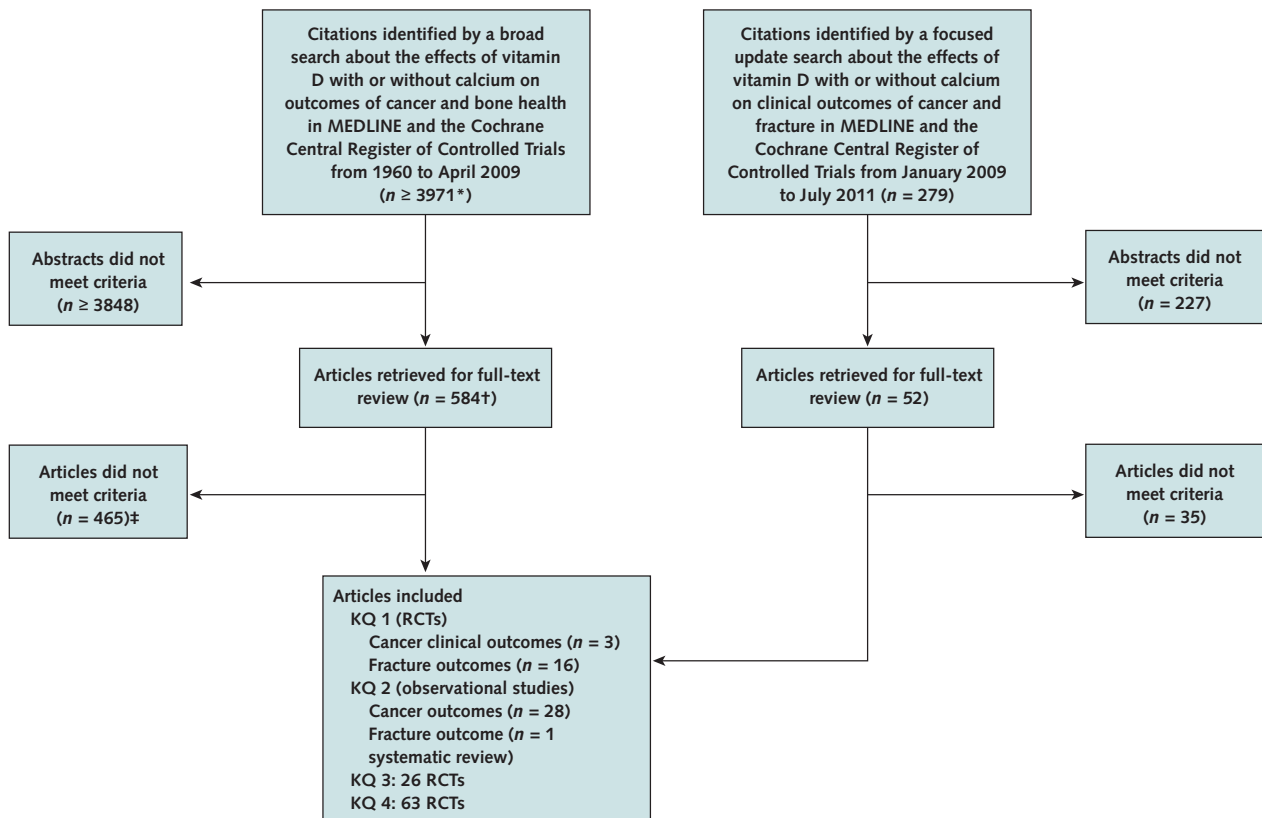 Citations identified by a broad
search about the effects of vitamin
D with or without calcium on
outcomes of cancer and bone health
in MEDLINE and the Cochrane
Central Register of Controlled Trials
from 1960 to April 2009
(n ≥ 3971*)
Citations identified by a focused
update search about the effects of
vitamin D with or without calcium
on clinical outcomes of cancer and
fracture in MEDLINE and the
Cochrane Central Register of
Controlled Trials from January 2009
to July 2011 (n = 279)
Abstracts did not
meet criteria
(n ≥ 3848)
Abstracts did not
meet criteria
(n = 227)
Articles retrieved for full-text
review (n = 584†)
Articles retrieved for full-text
review (n = 52)
Articles did not
meet criteria
(n = 465)‡
Articles did not
meet criteria
(n = 35)
Articles included
KQ 1 (RCTs)
Cancer clinical outcomes (n = 3)
Fracture outcomes (n = 16)
KQ 2 (observational studies)
Cancer outcomes (n = 28)
Fracture outcome (n = 1
systematic review)
KQ 3: 26 RCTs
KQ 4: 63 RCTs